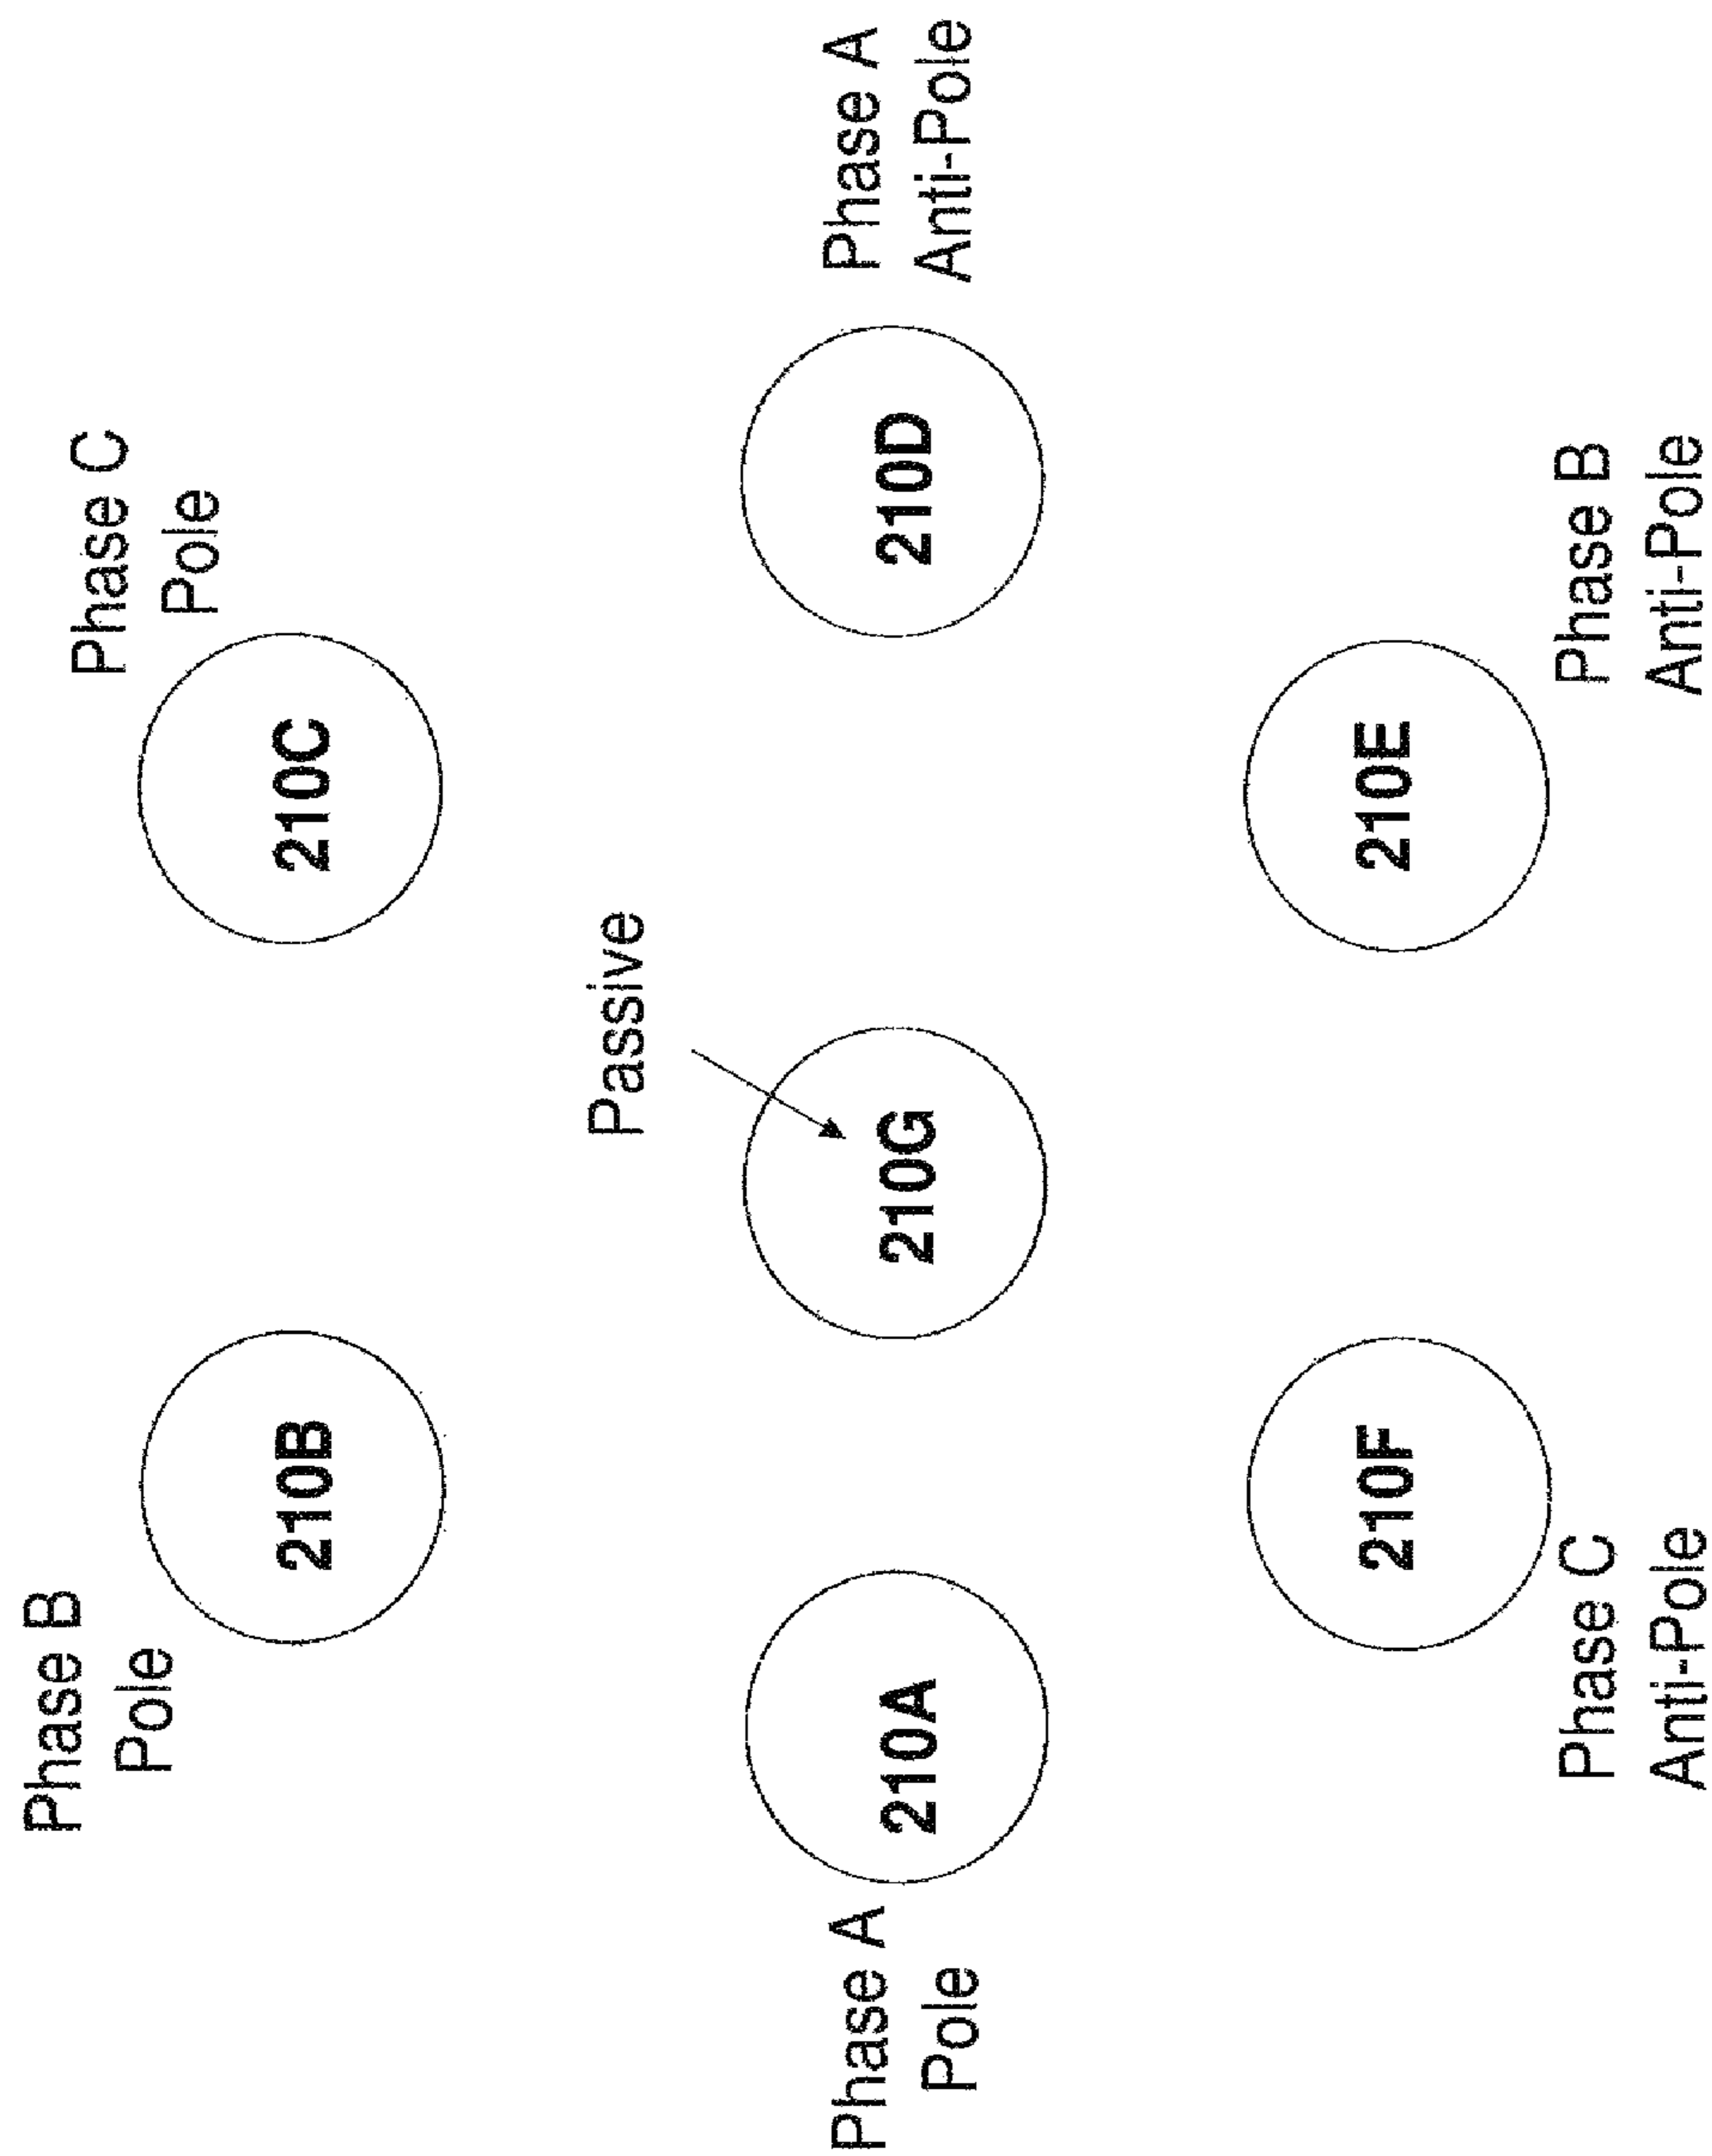 Phase B
Pole
210B
Phase C
Pole
210C
Passive
Phase A
Pole
210A
210G
210D
Phase A
Anti-Pole
210F
Phase C
Anti-Pole
210E
Phase B
Anti-Pole